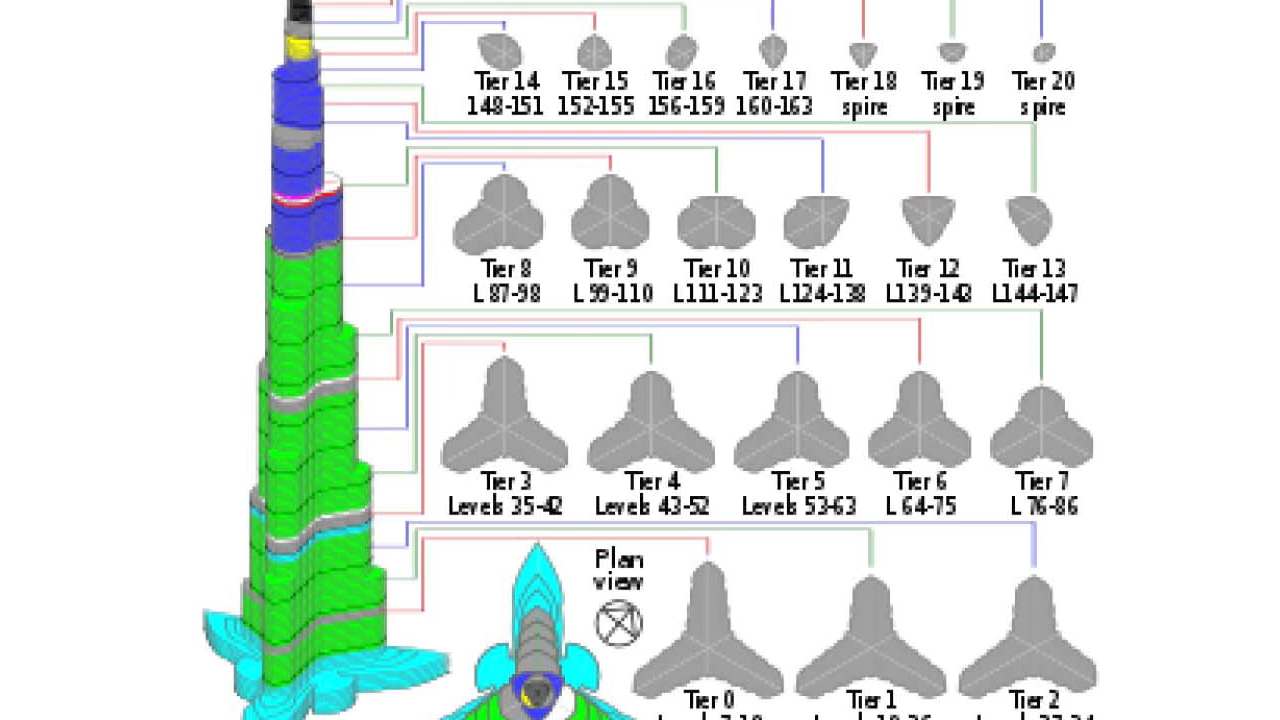 Tier 14 Tier 15 Tier 16 Tier 17 Tier 18 Tier 19 Tier 20
148-151 152-155 156-159 160-163 spire spire spire
Tier 8 Tier 9 Tier 10 Tier 11 Tier 12 Tier 13
L 87-98 L 99-110 L111-123 L124-138 L139-143 L144-147
Tier 3 Tier 4 Tier 5 Tier 6 Tier 7
Levels 35-42 Levels 43-52 Levels 53-63 L 64-75 L 76-86
Plan
view
Tier 0 Tier 1 Tier 2